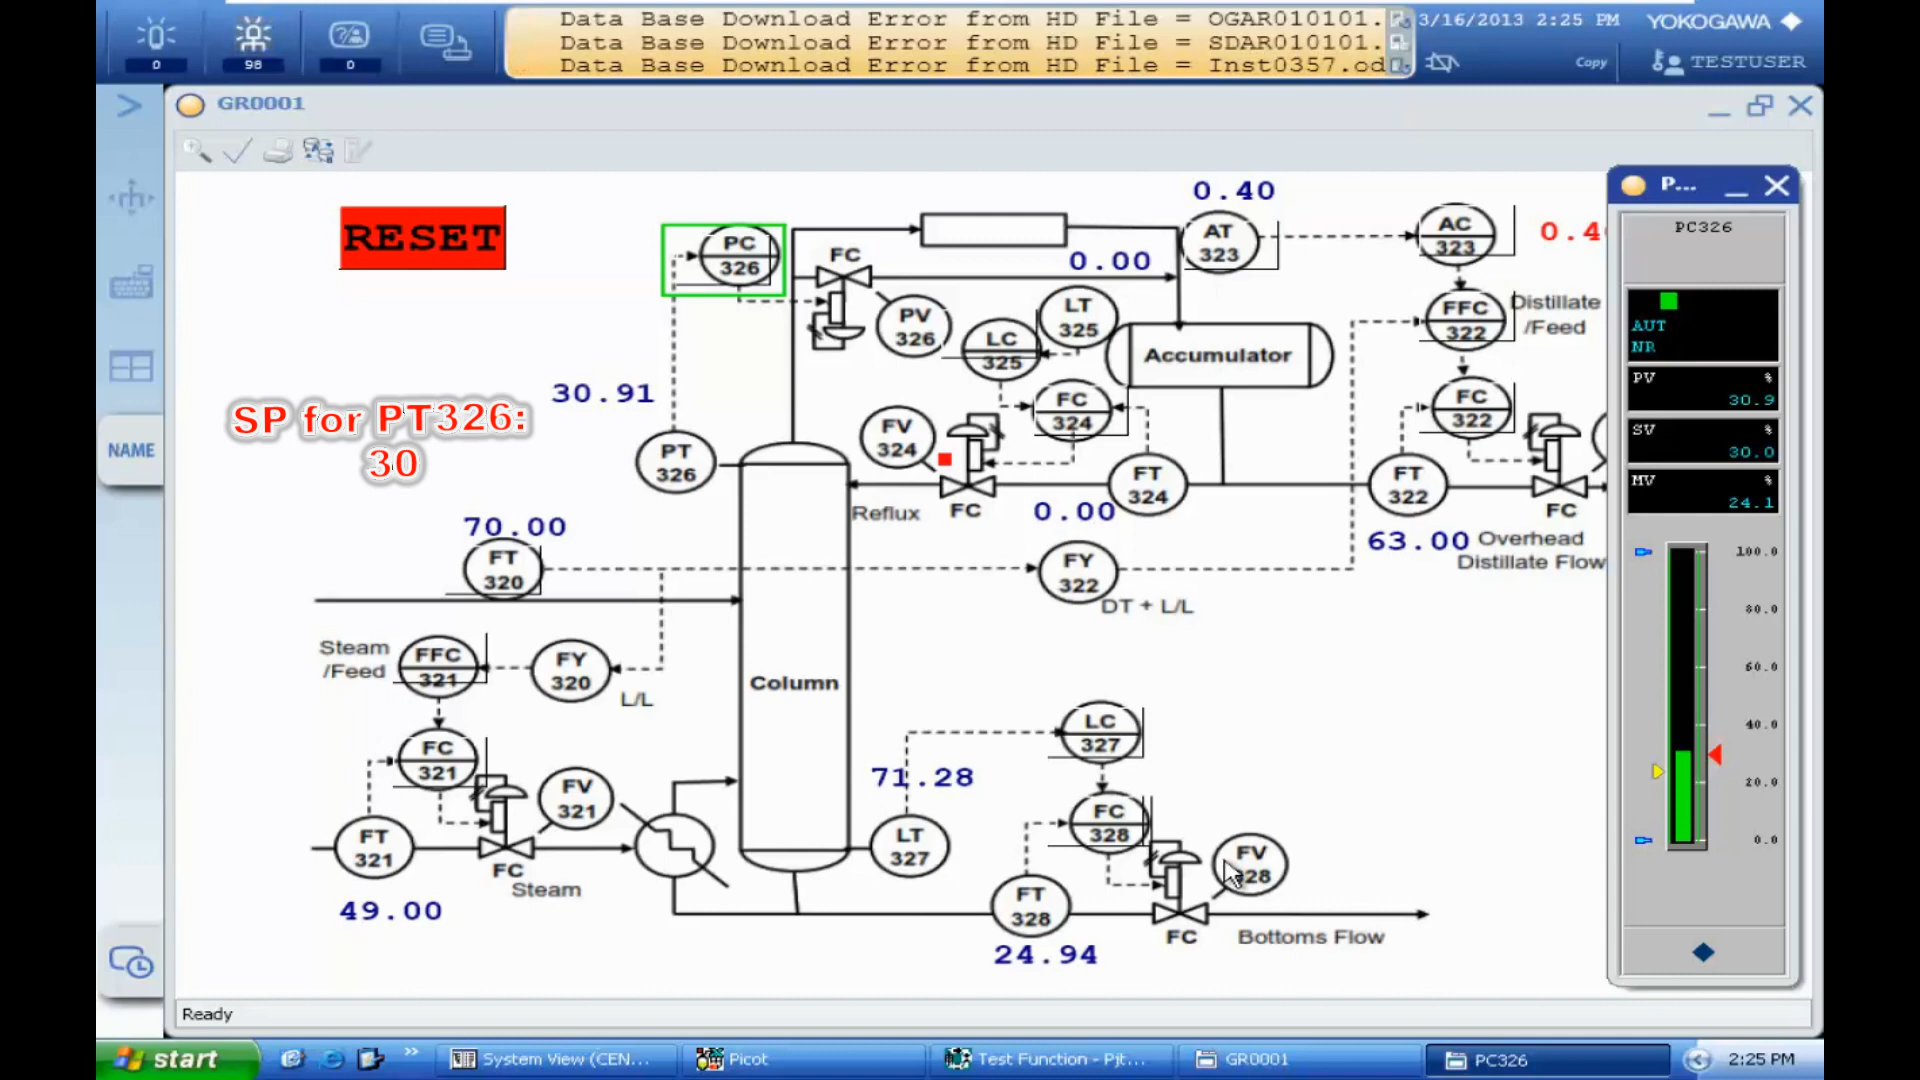 0
98
0
Data Base Download Error from HD File = OGAR010101.
Data Base Download Error from HD File = SDAR010101.
Data Base Download Error from HD File = Inst0357.od
3/16/2013 2:25 PM
YOKOGAWA
Copy
TESTUSER
GR0001
NAME
RESET
SP for PT326:
30
PC
326
FC
PV
326
0.40
0.00
AT
323
AC
323
0.4
LT
325
LC
325
Accumulator
FFC
322
Distillate
/Feed
30.91
PT
326
FV
324
FC
324
FC
322
FT
324
FT
322
Reflux
FC
0.00
FC
63.00
Overhead
Distillate Flow
70.00
FT
320
FY
322
DT + L/L
Steam
/Feed
FFC
321
FY
320
L/L
Column
FC
321
FV
321
FT
321
FC
Steam
49.00
71.28
LT
327
LC
327
FC
328
FV
28
FT
328
24.94
FC
Bottoms Flow
P...
PC326
AUT
NR
PV %
30.9
SV %
30.0
MV %
24.1
100.0
80.0
60.0
40.0
20.0
0.0
Ready
start
System View (CEN...
Picot
Test Function - Pjt...
GR0001
PC326
2:25 PM